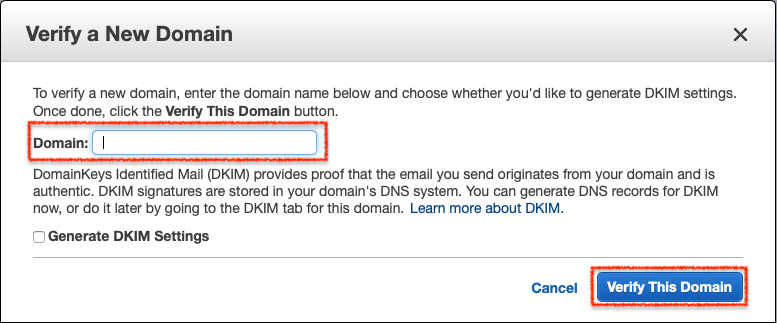 Verify a New Domain
To verify a new domain, enter the domain name below and choose whether you'd like to generate DKIM settings.
Once done, click the Verify This Domain button.
Domain:
DomainKeys Identified Mail (DKIM) provides proof that the email you send originates from your domain and is
authentic. DKIM signatures are stored in your domain's DNS system. You can generate DNS records for DKIM
now, or do it later by going to the DKIM tab for this domain. Learn more about DKIM.
Generate DKIM Settings
Cancel Verify This Domain